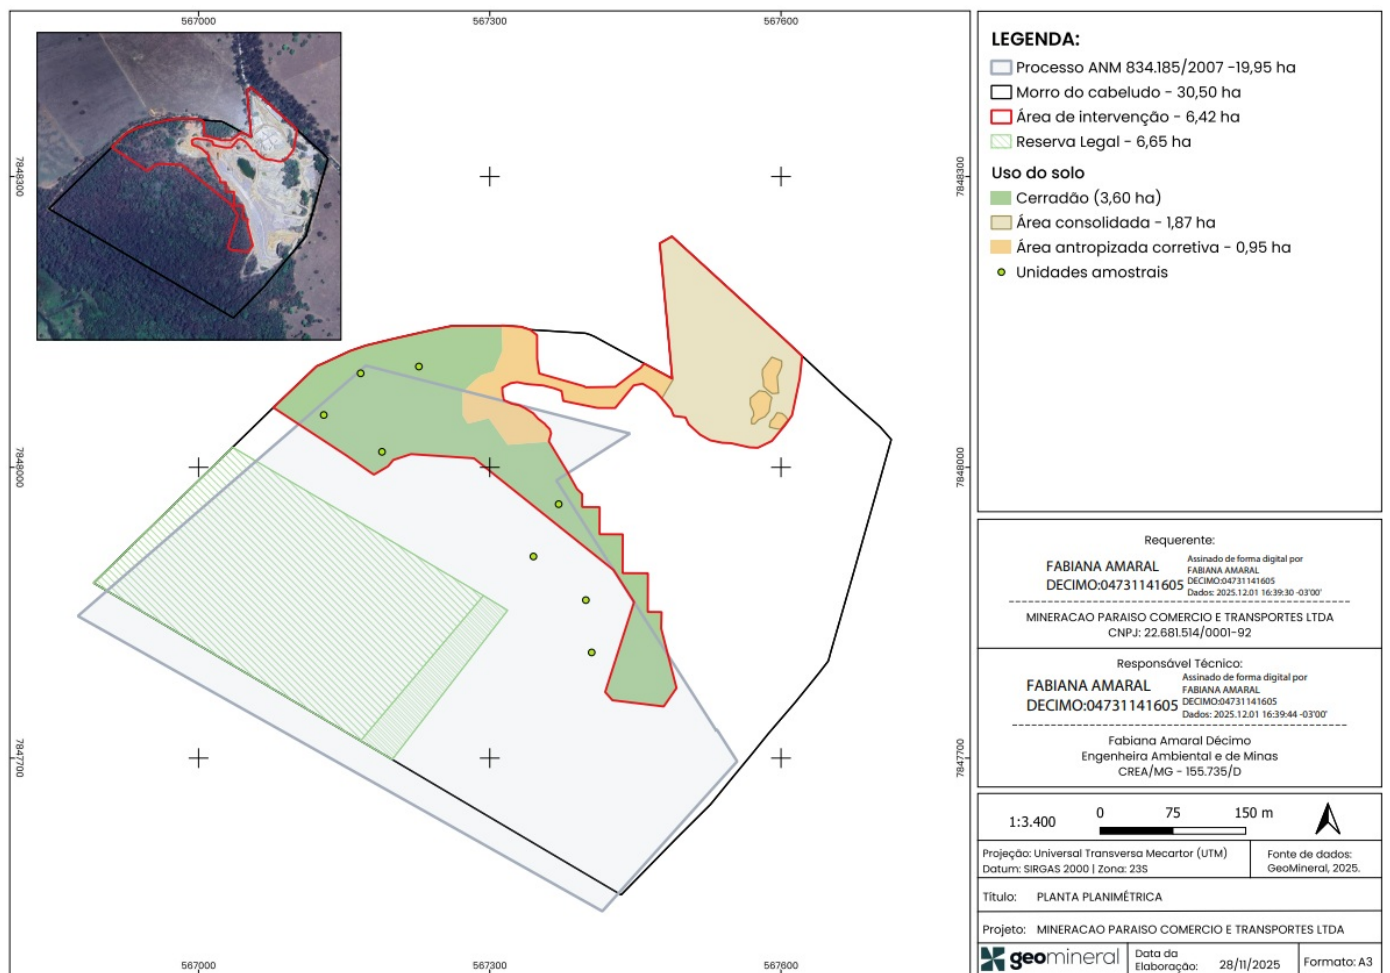 567000
567300
567600
7848300
7848300
7848000
7848000
7847700
7847700
567000
567300
567600
LEGENDA:
Processo ANM 834.185/2007 -19,95 ha
Morro do cabeludo - 30,50 ha
Área de intervenção - 6,42 ha
Reserva Legal - 6,65 ha
Uso do solo
Cerradão (3,60 ha)
Área consolidada - 1,87 ha
Área antropizada corretiva - 0,95 ha
Unidades amostrais
Requerente:
FABIANA AMARAL
DECIMO:04731141605
Assinado de forma digital por
FABIANA AMARAL
DECIMO:04731141605
Dados: 2025.12.01 16:39:30 -03'00'
MINERACAO PARAISO COMERCIO E TRANSPORTES LTDA
CNPJ: 22.681.514/0001-92
Responsável Técnico:
FABIANA AMARAL
DECIMO:04731141605
Assinado de forma digital por
FABIANA AMARAL
DECIMO:04731141605
Dados: 2025.12.01 16:39:44 -03'00'
Fabiana Amaral Décimo
Engenheira Ambiental e de Minas
CREA/MG - 155.735/D
1:3.400
0 75 150 m
Projeção: Universal Transversa Mecartor (UTM)
Datum: SIRGAS 2000 | Zona: 23S
Fonte de dados:
GeoMineral, 2025.
Título: PLANTA PLANIMÉTRICA
Projeto: MINERACAO PARAISO COMERCIO E TRANSPORTES LTDA
geomineral
Data da
Elaboração: 28/11/2025
Formato: A3